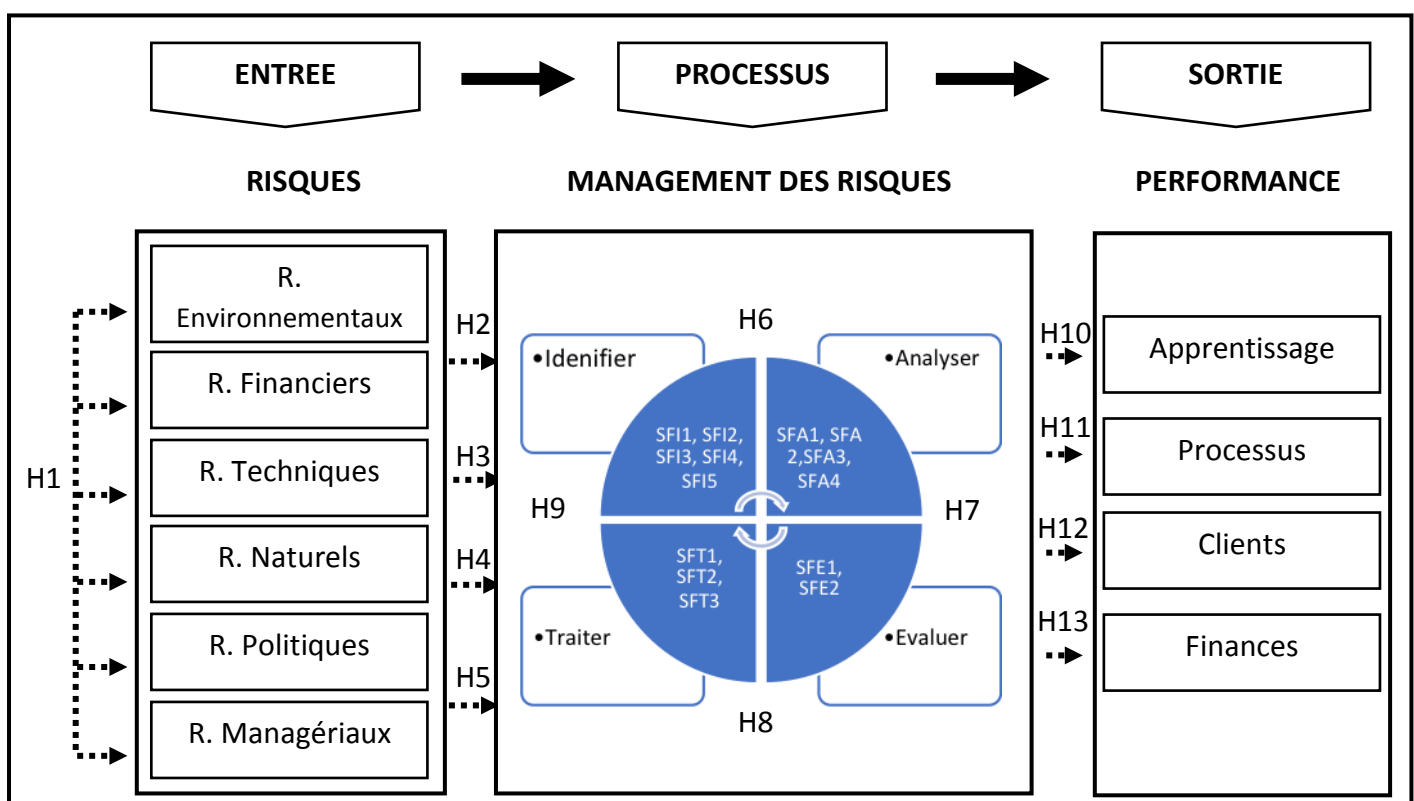 ENTREE
PROCESSUS
SORTIE
RISQUES
MANAGEMENT DES RISQUES
PERFORMANCE
H1
R.
Environnementaux
R. Financiers
R. Techniques
R. Naturels
R. Politiques
R. Managériaux
H2
H3
H4
H5
H6
•Idenifier
•Analyser
SFI1, SFI2,
SFI3, SFI4,
SFI5
SFA1, SFA
2,SFA3,
SFA4
H9
H7
SFT1,
SFT2,
SFT3
SFE1,
SFE2
•Traiter
•Evaluer
H8
H10
H11
H12
H13
Apprentissage
Processus
Clients
Finances